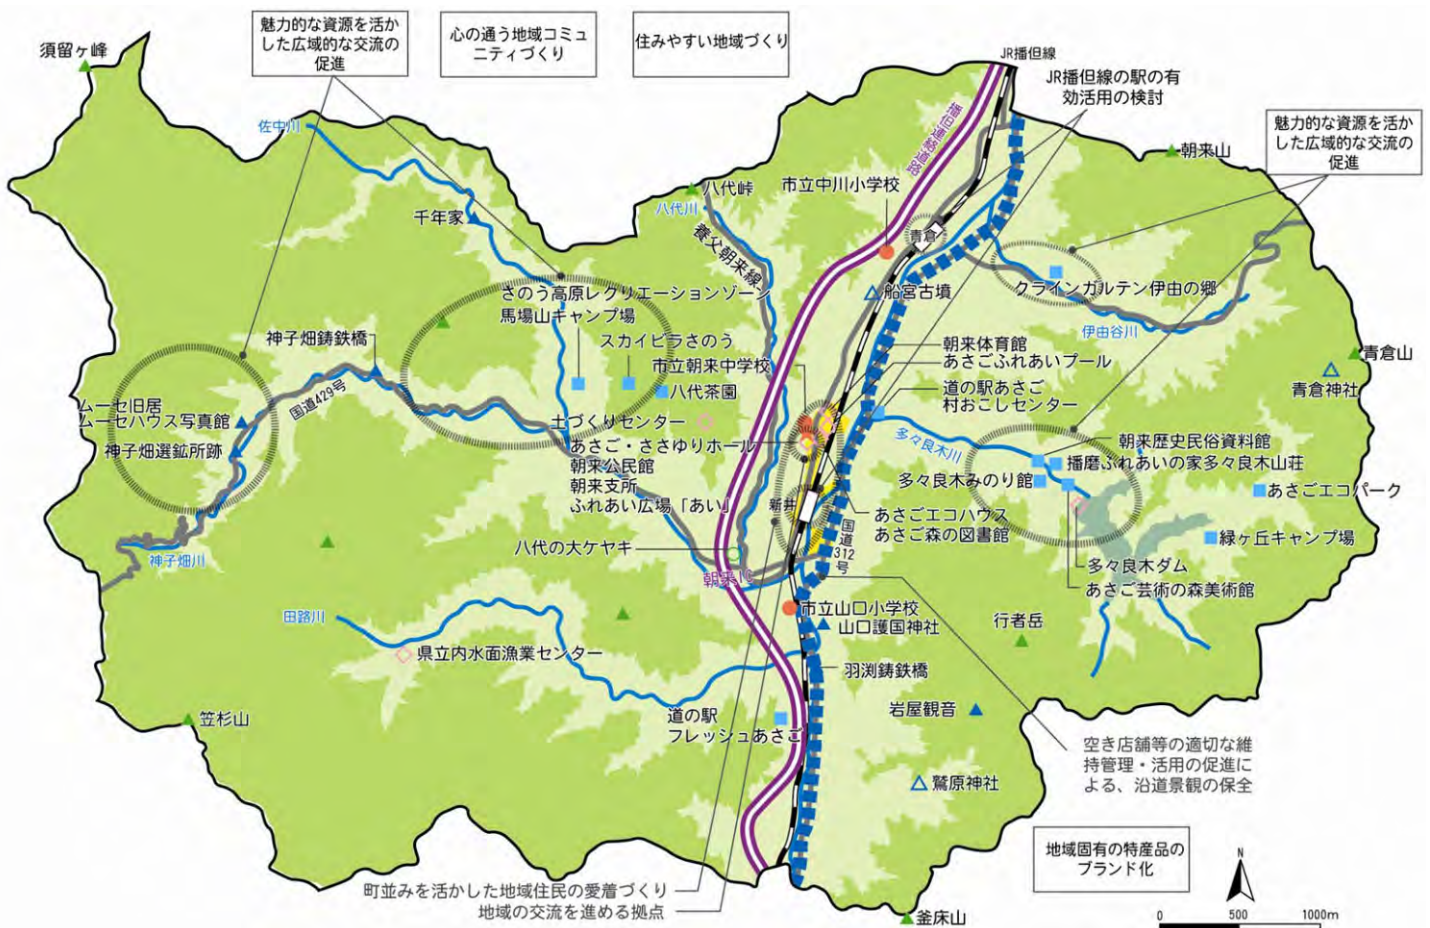 魅力的な資源を活か
した広域的な交流の
促進
心の通う地域コミュ
ニティづくり
住みやすい地域づくり
須留ヶ峰
JR播但線
JR播但線の駅の有
効活用の検討
魅力的な資源を活か
した広域的な交流の
促進
佐中川
播但連絡道路
朝来山
千年家
八代峠
八代川
市立中川小学校
養父朝来線
青倉
さのう高原レクリエーションゾーン
馬場山キャンプ場
船宮古墳
クラインガルテン伊由の郷
伊由谷川
神子畑鋳鉄橋
スカイビラさのう
市立朝来中学校
八代茶園
朝来体育館
あさごふれあいプール
道の駅あさご
村おこしセンター
青倉山
青倉神社
国道429号
ムーセ旧居
ムーセハウス写真館
神子畑選鉱所跡
土づくりセンター
あさご・ささゆりホール
朝来公民館
朝来支所
ふれあい広場「あい」
新井
多々良木川
朝来歴史民俗資料館
播磨ふれあいの家多々良木山荘
多々良木みのり館
あさごエコパーク
あさごエコハウス
あさご森の図書館
国道312号
緑ヶ丘キャンプ場
八代の大ケヤキ
神子畑川
朝来IC
多々良木ダム
あさご芸術の森美術館
田路川
市立山口小学校
山口護国神社
行者岳
県立内水面漁業センター
羽渕鋳鉄橋
笠杉山
道の駅
フレッシュあさご
岩屋観音
空き店舗等の適切な維
持管理・活用の促進に
よる、沿道景観の保全
鷲原神社
地域固有の特産品の
ブランド化
町並みを活かした地域住民の愛着づくり
地域の交流を進める拠点
釜床山
N
0 500 1000m